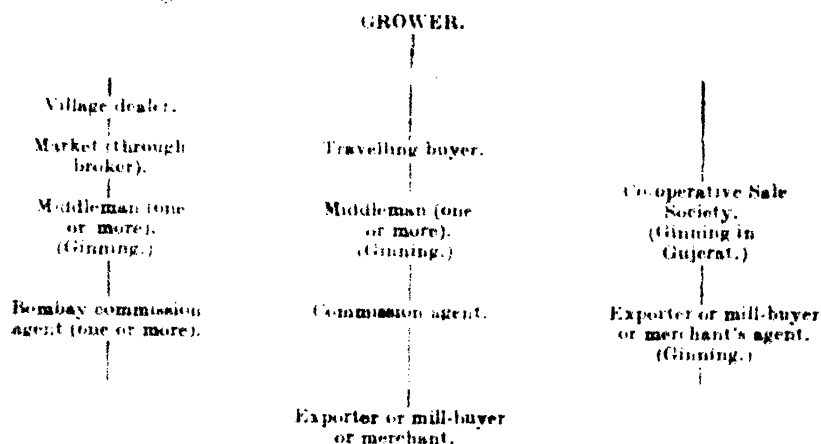 GROWER.
Village dealer.
Market (through
broker).
Middleman (one
or more).
(Ginning.)
Bombay commission
agent (one or more).
Travelling buyer.
Middleman (one
or more).
(Ginning.)
Commission agent.
Co-operative Sale
Society.
(Ginning in
Gujerat.)
Exporter or mill-buyer
or merchant's agent.
(Ginning.)
Exporter or mill-buyer
or merchant.